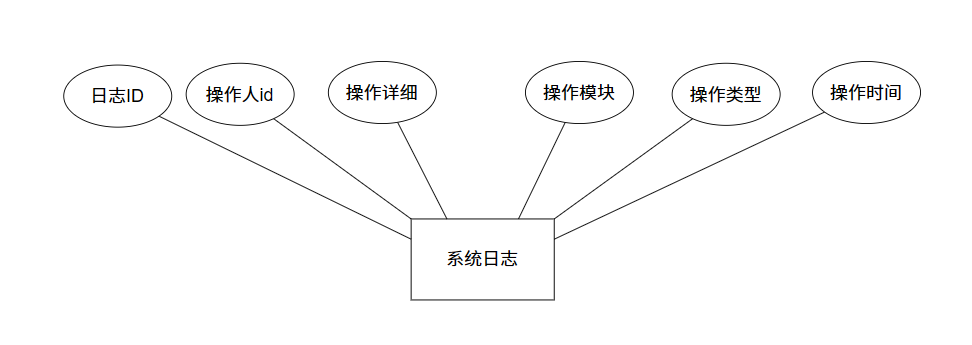 日志ID
操作人id
操作详细
操作模块
操作类型
操作时间
系统日志